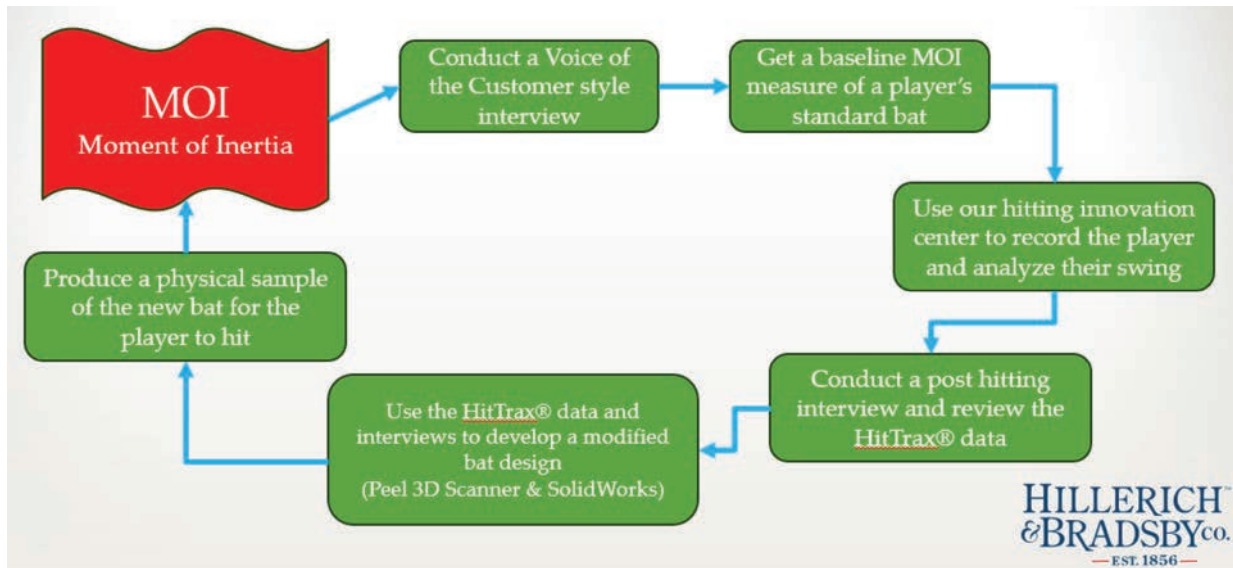 MOI
Moment of Inertia
Conduct a Voice of
the Customer style
interview
Get a baseline MOI
measure of a player's
standard bat
Use our hitting innovation
center to record the player
and analyze their swing
Conduct a post hitting
interview and review the
HitTrax® data
Use the HitTrax® data and
interviews to develop a modified
bat design
(Peel 3D Scanner & SolidWorks)
Produce a physical sample
of the new bat for the
player to hit
HILLERICH™
&BRADSBY CO.
EST. 1856